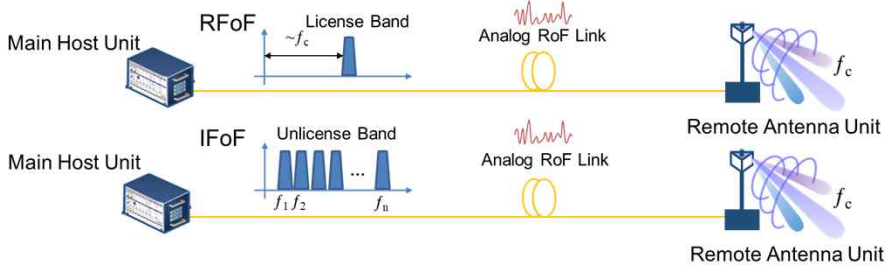 RFoF
License Band
Main Host Unit
~fc
Analog RoF Link
fc
Remote Antenna Unit
IFoF
Unlicense Band
Main Host Unit
Analog RoF Link
...
f1 f2 fn
fc
Remote Antenna Unit